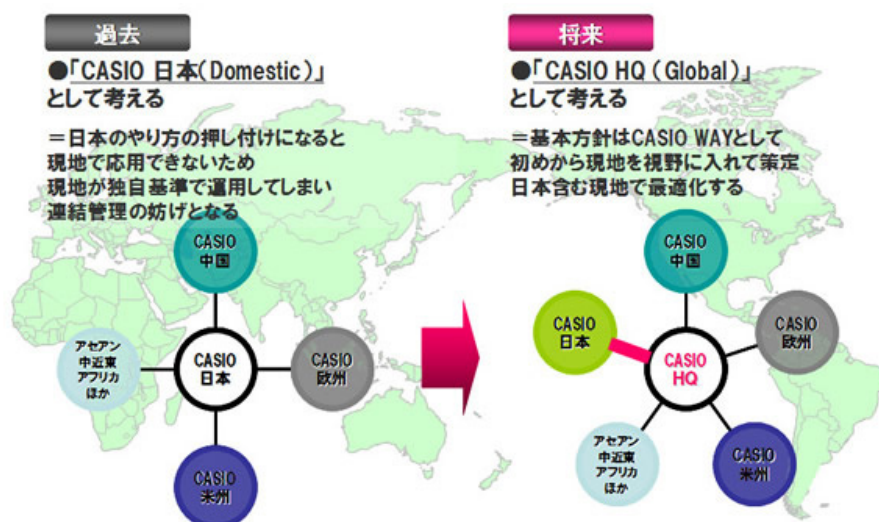 過去
●「CASIO 日本(Domestic)」
として考える
＝日本のやり方の押し付けになると
現地で応用できないため
現地が独自基準で運用してしまい
連結管理の妨げとなる
CASIO
中国
アセアン
中近東
アフリカ
ほか
CASIO
日本
CASIO
欧州
CASIO
米州
将来
●「CASIO HQ(Global)」
として考える
＝基本方針はCASIO WAYとして
初めから現地を視野に入れて策定
日本含む現地で最適化する
CASIO
中国
CASIO
日本
CASIO
HQ
CASIO
欧州
アセアン
中近東
アフリカ
ほか
CASIO
米州